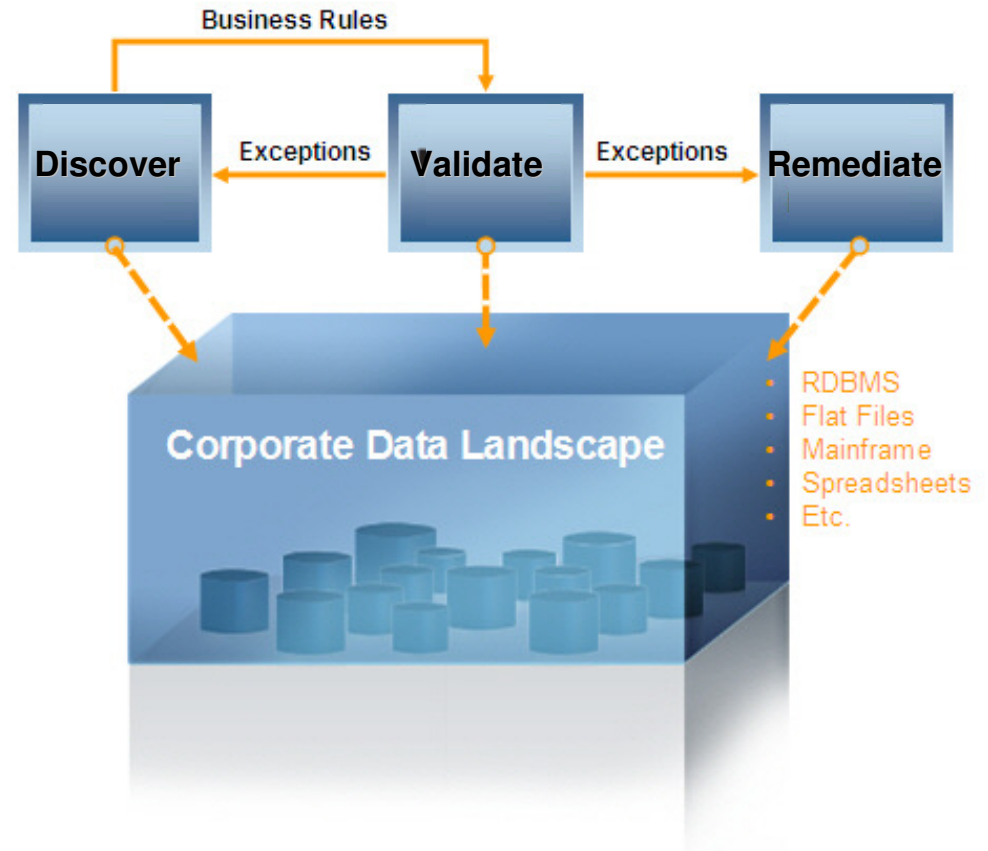 Business Rules
Discover
Exceptions
Validate
Exceptions
Remediate
Corporate Data Landscape
• RDBMS
• Flat Files
• Mainframe
• Spreadsheets
• Etc.